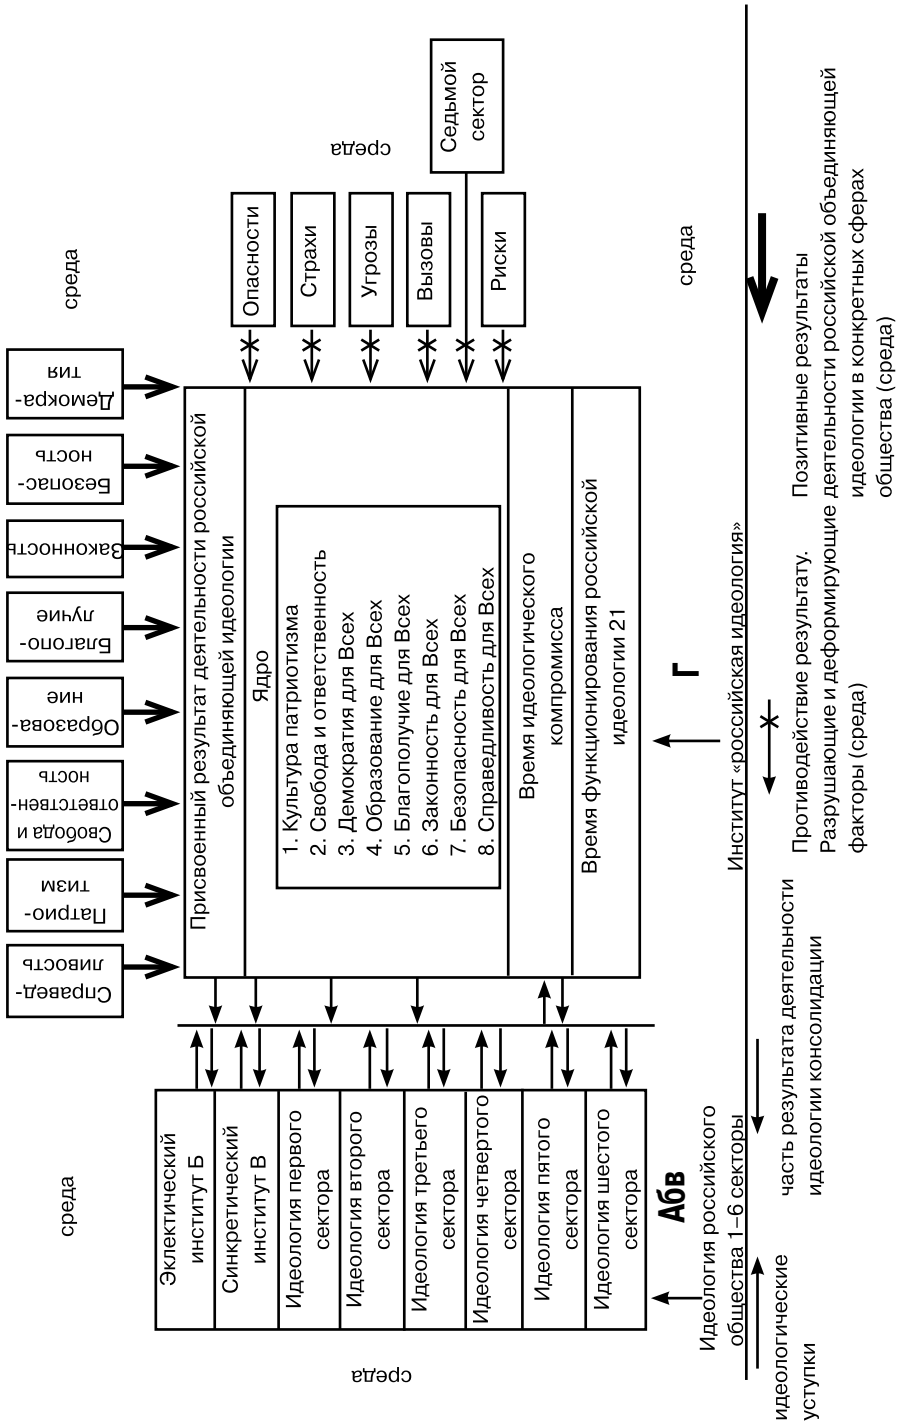 среда
среда
среда
Справед-
ливость
Патрио-
тизм
Свобода и
ответствен-
ность
Образова-
ние
Благопо-
лучие
Законность
Безопас-
ность
Демокра-
тия
среда
Эклектический
институт Б
Синкретический
институт В
Идеология первого
сектора
Идеология второго
сектора
Идеология третьего
сектора
Идеология четвертого
сектора
Идеология пятого
сектора
Идеология шестого
сектора
Абв
Идеология российского
общества 1–6 секторы
Присвоенный результат деятельности российской
объединяющей идеологии
Ядро
1. Культура патриотизма
2. Свобода и ответственность
3. Демократия для Всех
4. Образование для Всех
5. Благополучие для Всех
6. Законность для Всех
7. Безопасность для Всех
8. Справедливость для Всех
Время идеологического
компромисса
Время функционирования российской
идеологии 21
Г
Институт «российская идеология»
Опасности
Страхи
Угрозы
Вызовы
Риски
Седьмой
сектор
среда
идеологические
уступки
часть результата деятельности
идеологии консолидации
Противодействие результату.
Разрушающие и деформирующие
факторы (среда)
Позитивные результаты
деятельности российской объединяющей
идеологии в конкретных сферах
общества (среда)